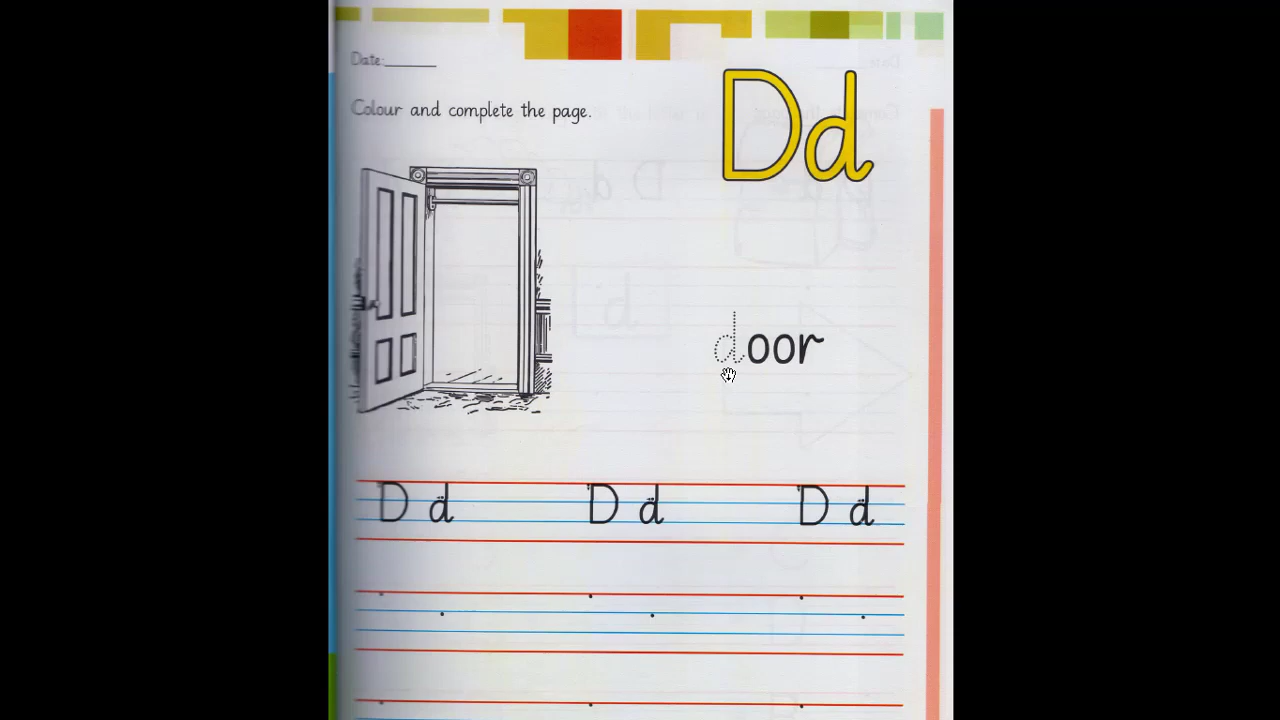 Date:
Dd
Colour and complete the page.
door
D d D d D d